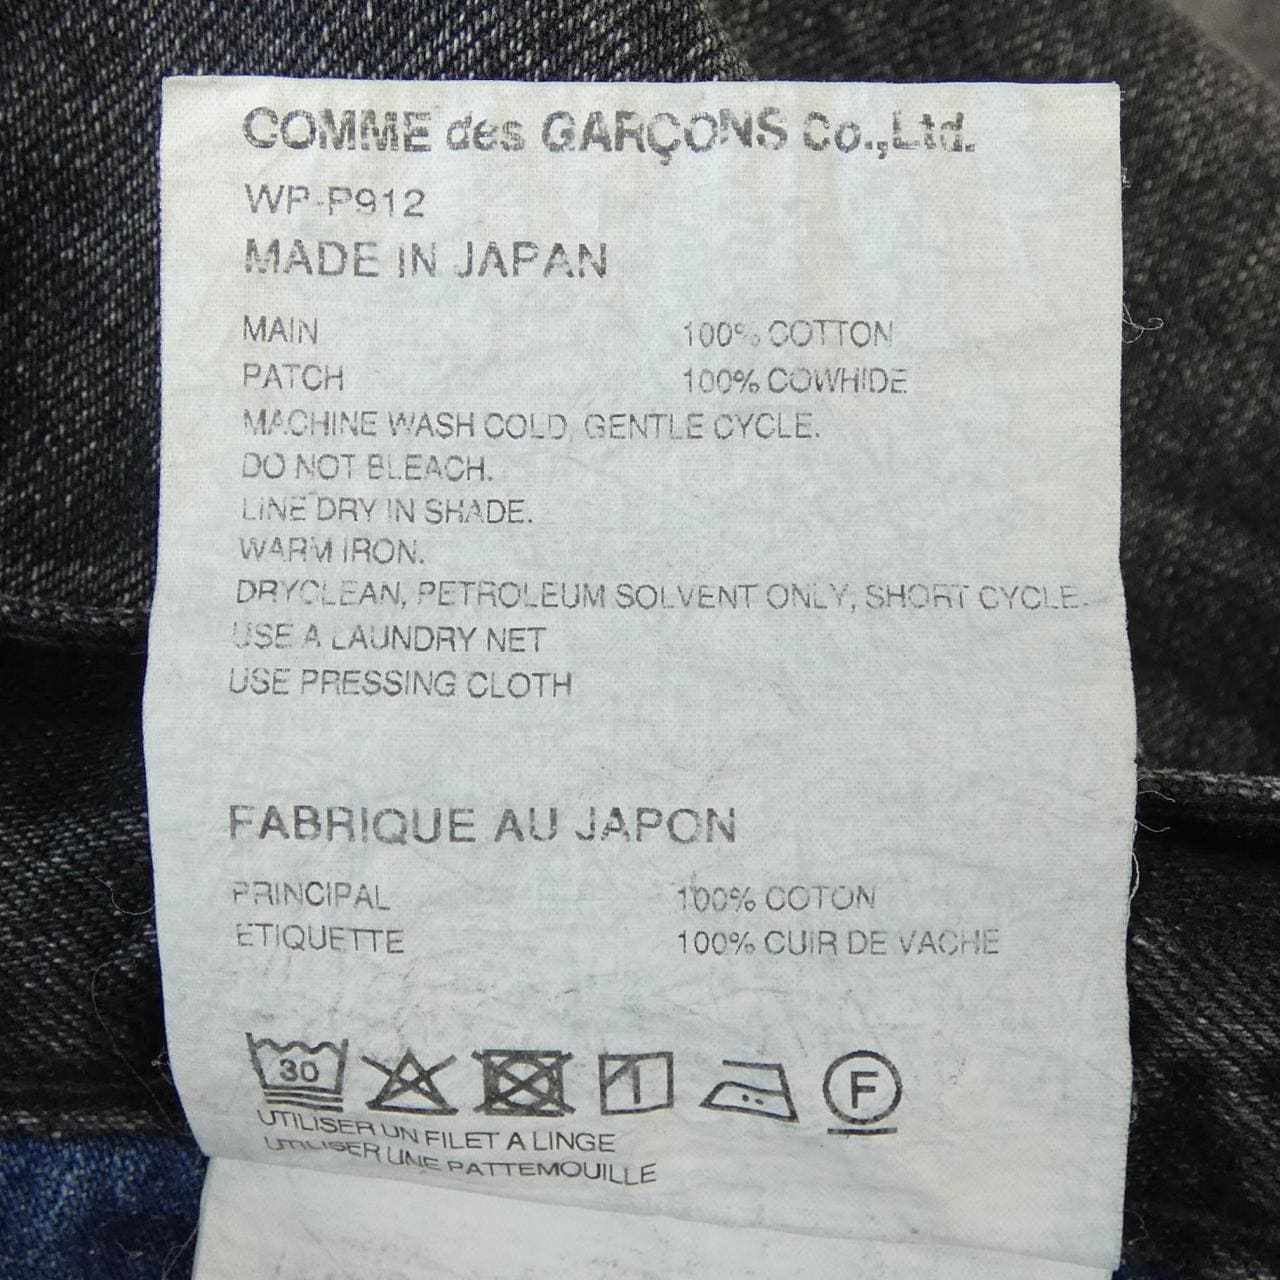 COMME des GARÇONS Co.,Ltd.
WP-P912
MADE IN JAPAN
MAIN 100% COTTON
PATCH 100% COWHIDE
MACHINE WASH COLD, GENTLE CYCLE.
DO NOT BLEACH.
LINE DRY IN SHADE.
WARM IRON.
DRYCLEAN, PETROLEUM SOLVENT ONLY, SHORT CYCLE.
USE A LAUNDRY NET
USE PRESSING CLOTH
FABRIQUE AU JAPON
PRINCIPAL 100% COTON
ETIQUETTE 100% CUIR DE VACHE
30 F
UTILISER UN FILET A LINGE
UTILISER UNE PATTEMOUILLE